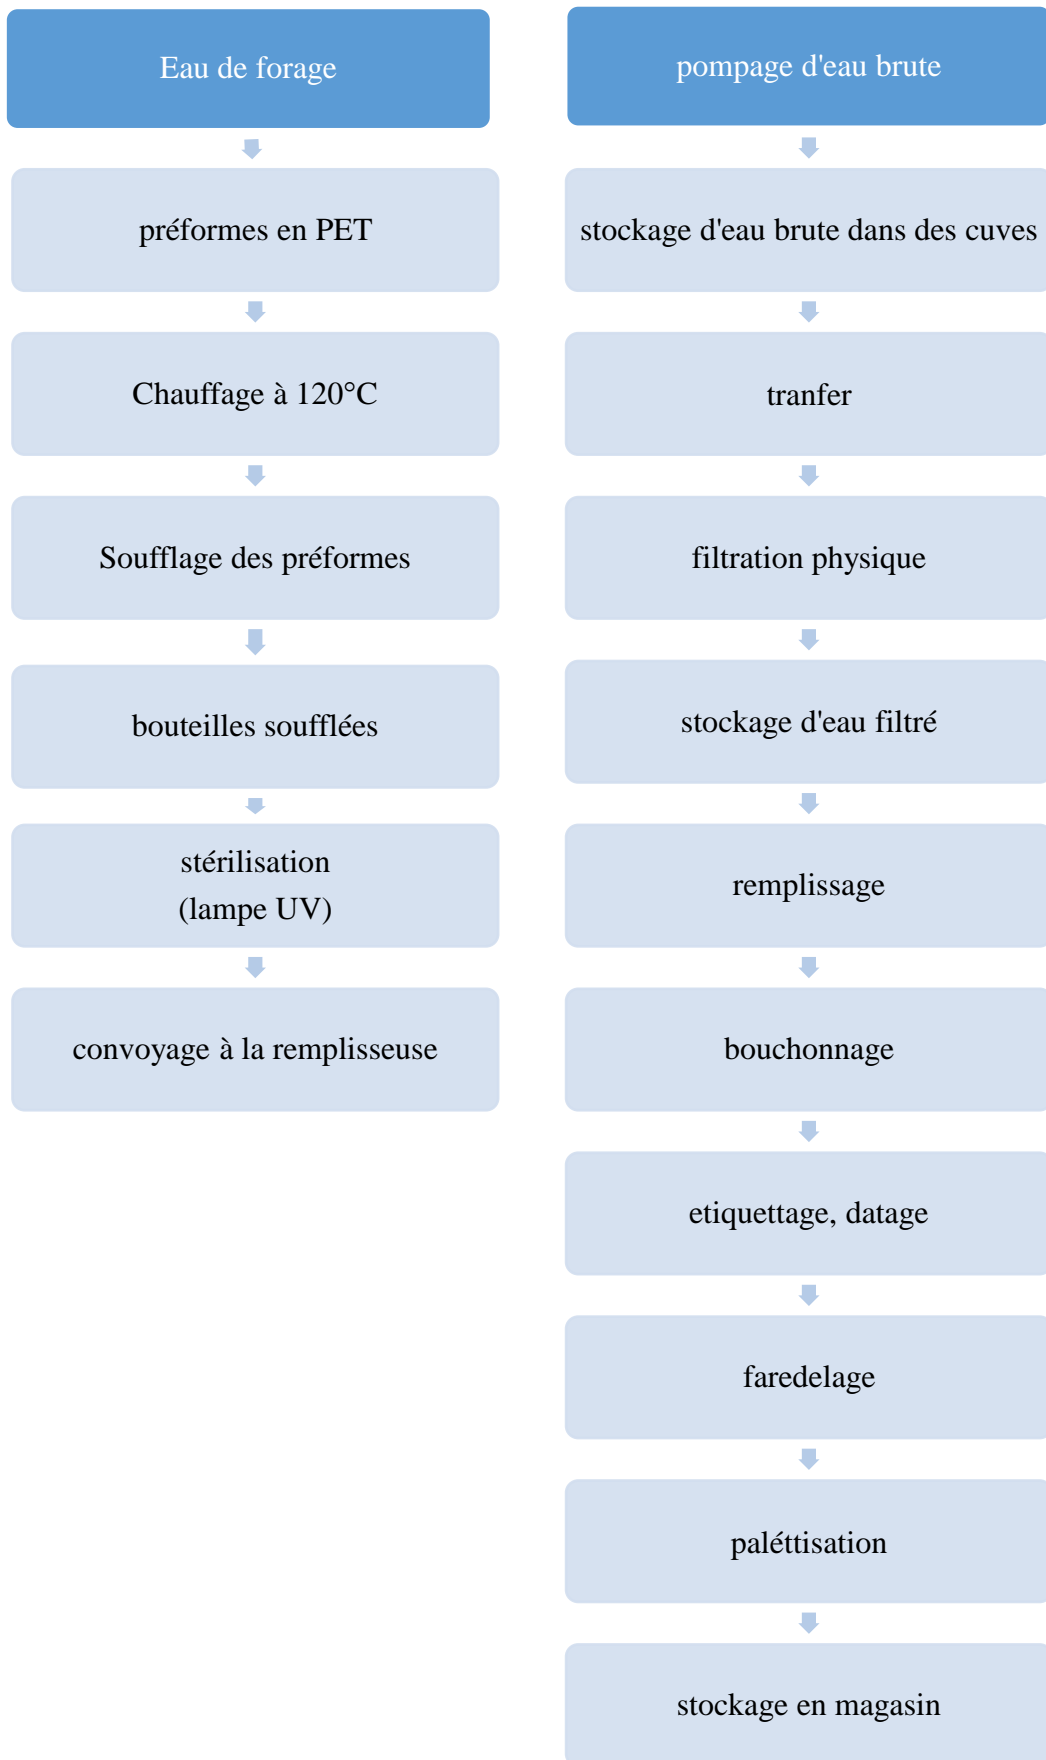 Eau de forage
préformes en PET
Chauffage à 120°C
Soufflage des préformes
bouteilles soufflées
stérilisation
(lampe UV)
convoyage à la remplisseuse
pompage d'eau brute
stockage d'eau brute dans des cuves
tranfer
filtration physique
stockage d'eau filtré
remplissage
bouchonnage
etiquettage, datage
faredelage
paléttisation
stockage en magasin